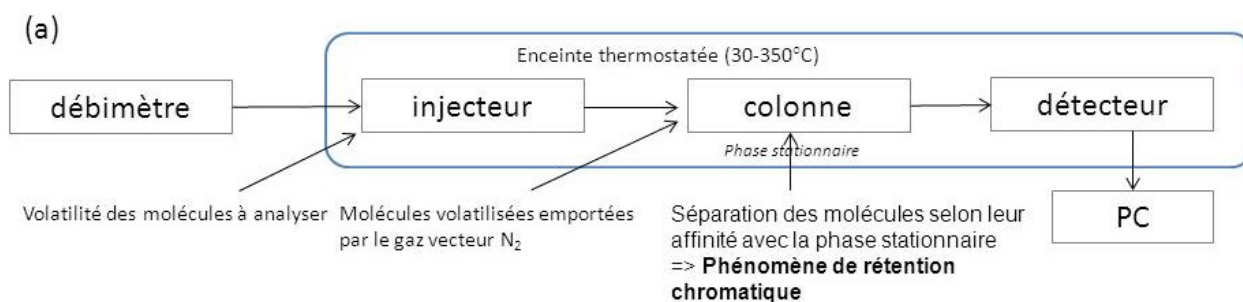 (a)
Enceinte thermostatée (30-350°C)
débimètre
injecteur
colonne
détecteur
Phase stationnaire
Volatilité des molécules à analyser
Molécules volatilisées emportées
par le gaz vecteur N₂
Séparation des molécules selon leur
affinité avec la phase stationnaire
=> Phénomène de rétention
chromatique
PC